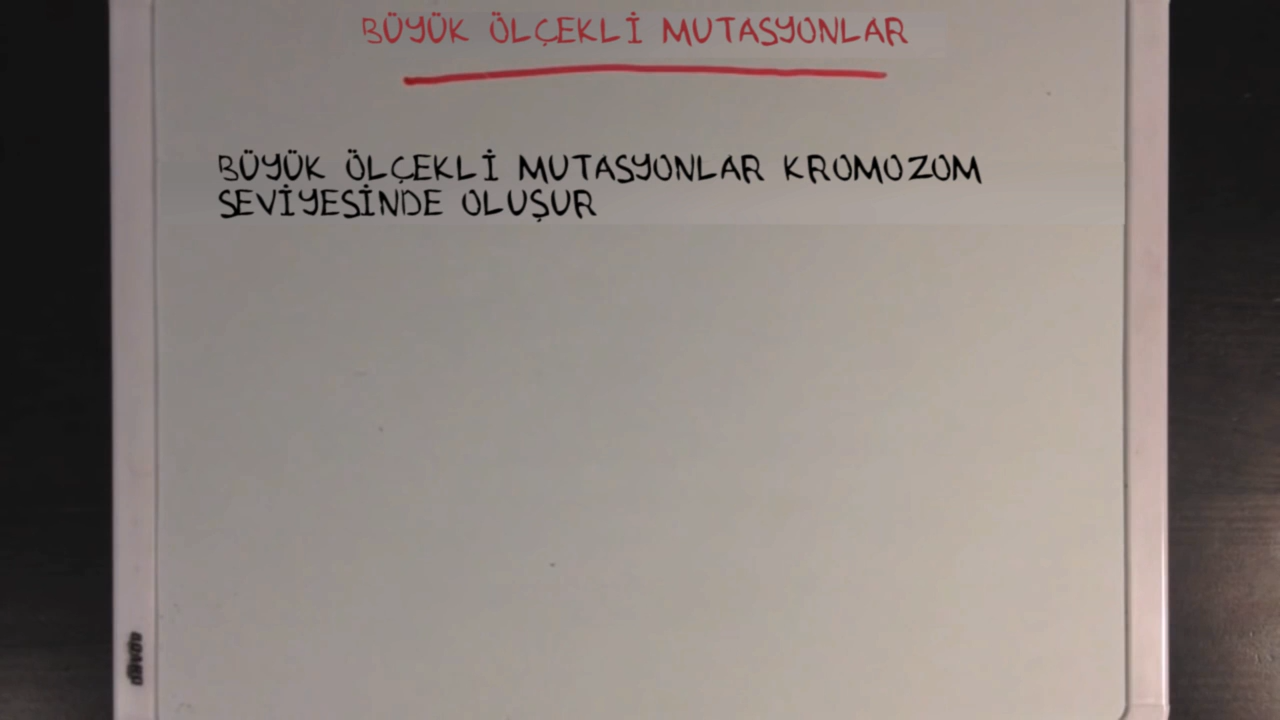 BÜYÜK ÖLÇEKLİ MUTASYONLAR
BÜYÜK ÖLÇEKLİ MUTASYONLAR KROMOZOM
SEVİYESİNDE OLUŞUR